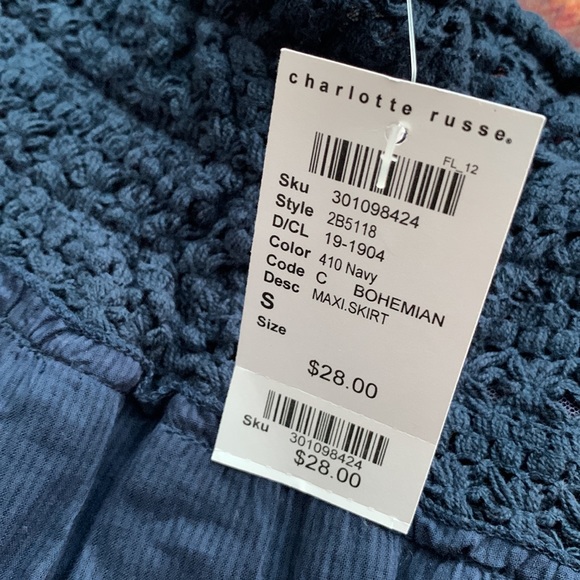 charlotte russe®
FL_12
Sku 301098424
Style 2B5118
D/CL 19-1904
Color 410 Navy
Code C BOHEMIAN
Desc MAXI.SKIRT
S
Size
$28.00
Sku 301098424
$28.00